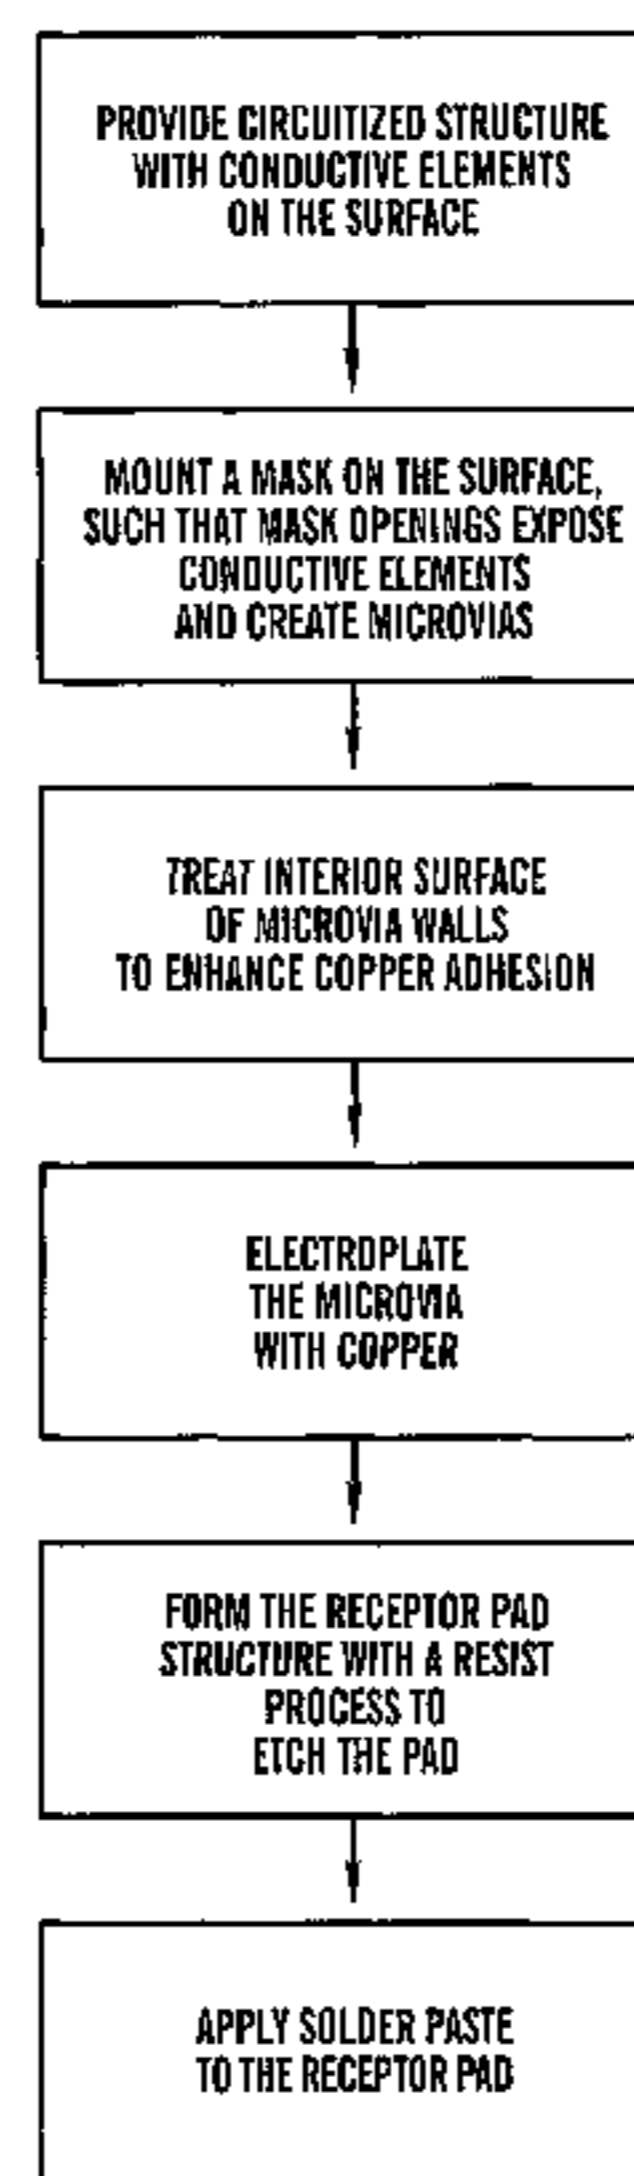 PROVIDE CIRCUITIZED STRUCTURE
WITH CONDUCTIVE ELEMENTS
ON THE SURFACE
MOUNT A MASK ON THE SURFACE,
SUCH THAT MASK OPENINGS EXPOSE
CONDUCTIVE ELEMENTS
AND CREATE MICROVIAS
TREAT INTERIOR SURFACE
OF MICROVIA WALLS
TO ENHANCE COPPER ADHESION
ELECTROPLATE
THE MICROVIA
WITH COPPER
FORM THE RECEPTOR PAD
STRUCTURE WITH A RESIST
PROCESS TO
ETCH THE PAD
APPLY SOLDER PASTE
TO THE RECEPTOR PAD